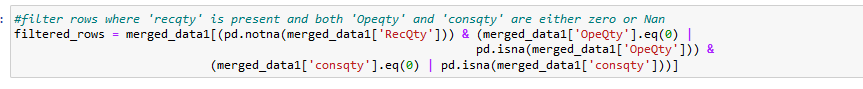 : #filter rows where 'recqty' is present and both 'Opeqty' and 'consqty' are either zero or Nan
filtered_rows = merged_data1[(pd.notna(merged_data1['RecQty'])) & (merged_data1['OpeQty'].eq(0) |
pd.isna(merged_data1['OpeQty'])) &
(merged_data1['consqty'].eq(0) | pd.isna(merged_data1['consqty']))]